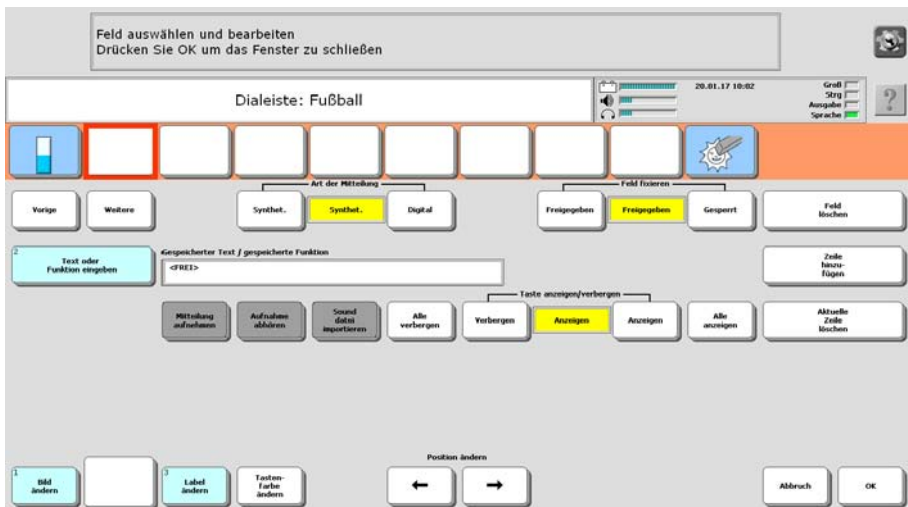 Feld auswählen und bearbeiten
Drücken Sie OK um das Fenster zu schließen
Dialeiste: Fußball
20.01.17 10:02
Groß
Strg
Ausgabe
Sprache
?
Art der Mitteilung
Feld fixieren
Vorige
Weitere
Synthet.
Synthet.
Digital
Freigegeben
Freigegeben
Gesperrt
Feld
löschen
2
Text oder
Funktion eingeben
Gespeicherter Text / gespeicherte Funktion
<FREI>
Zeile
hinzu-
fügen
Taste anzeigen/verbergen
Mitteilung
aufnehmen
Aufnahme
abhören
Sound
datei
importieren
Alle
verbergen
Verbergen
Anzeigen
Anzeigen
Alle
anzeigen
Aktuelle
Zeile
löschen
Position ändern
1
Bild
ändern
3
Label
ändern
Tasten-
farbe
ändern
←
→
Abbruch
OK